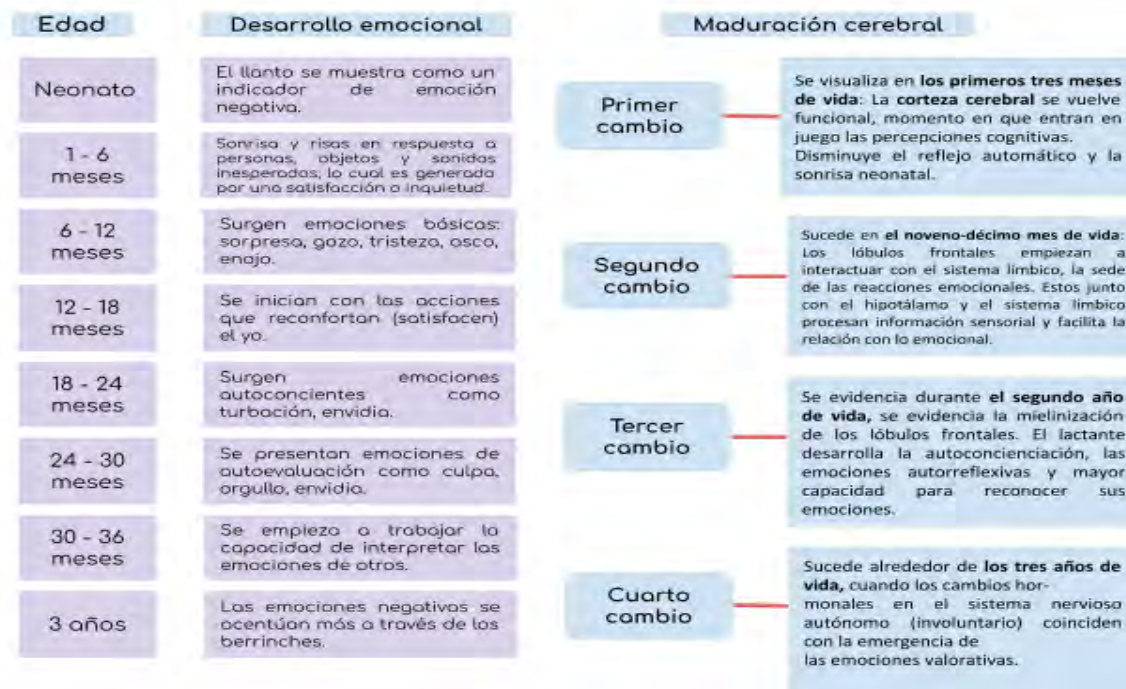 Edad
Desarrollo emocional
Neonato
El llanto se muestra como un
indicador de emoción
negativa.
1 - 6
meses
Sonrisa y risas en respuesta a
personas, objetos y sonidos
inesperados, lo cual es generada
por una satisfacción o inquietud.
6 - 12
meses
Surgen emociones básicas:
sorpresa, gozo, tristeza, asco,
enojo.
12 - 18
meses
Se inician con las acciones
que reconfortan (satisfacen)
el yo.
18 - 24
meses
Surgen emociones
autoconcientes como
turbación, envidia.
24 - 30
meses
Se presentan emociones de
autoevaluación como culpa,
orgullo, envidia.
30 - 36
meses
Se empieza a trabajar la
capacidad de interpretar las
emociones de otros.
3 años
Las emociones negativas se
acentúan más a través de los
berrinches.
Maduración cerebral
Primer
cambio
Se visualiza en los primeros tres meses
de vida: La corteza cerebral se vuelve
funcional, momento en que entran en
juego las percepciones cognitivas.
Disminuye el reflejo automático y la
sonrisa neonatal.
Segundo
cambio
Sucede en el noveno-décimo mes de vida:
Los lóbulos frontales empiezan a
interactuar con el sistema límbico, la sede
de las reacciones emocionales. Estos junto
con el hipotálamo y el sistema límbico
procesan información sensorial y facilita la
relación con lo emocional.
Tercer
cambio
Se evidencia durante el segundo año
de vida, se evidencia la mielinización
de los lóbulos frontales. El lactante
desarrolla la autoconcienciación, las
emociones autorreflexivas y mayor
capacidad para reconocer sus
emociones.
Cuarto
cambio
Sucede alrededor de los tres años de
vida, cuando los cambios hor-
monales en el sistema nervioso
autónomo (involuntario) coinciden
con la emergencia de
las emociones valorativas.